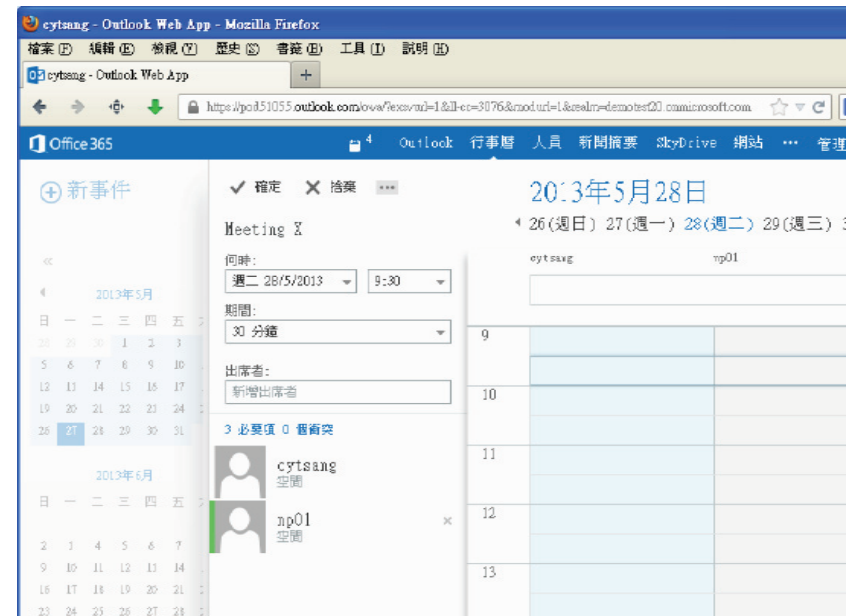 cytsang - Outlook Web App - Mozilla Firefox
檔案(F) 編輯(E) 檢視(V) 歷史(S) 書籤(B) 工具(T) 說明(H)
cytsang - Outlook Web App
https://pod51055.outlook.com/owa/?exsvurl=1&ll-cc=3076&modurl=1&realm=demotest20.onmicrosoft.com
Office 365 4 Outlook 行事曆 人員 新聞摘要 SkyDrive 網站 ··· 管理
新事件
確定 捨棄 ···
2013年5月28日
Meeting X
26(週日) 27(週一) 28(週二) 29(週三)
何時:
cytsang np01
週二 28/5/2013 9:30
期間:
30 分鐘
出席者:
新增出席者
3 必要項 0 個衝突
cytsang
空閒
np01
空閒
2013年5月
日 一 二 三 四 五
28 29 30 1 2 3
5 6 7 8 9 10
12 13 14 15 16 17
19 20 21 22 23 24
26 27 28 29 30 31
2013年6月
日 一 二 三 四 五
2 3 4 5 6 7
9 10 11 12 13 14
16 17 18 19 20 21
23 24 25 26 27 28
9
10
11
12
13